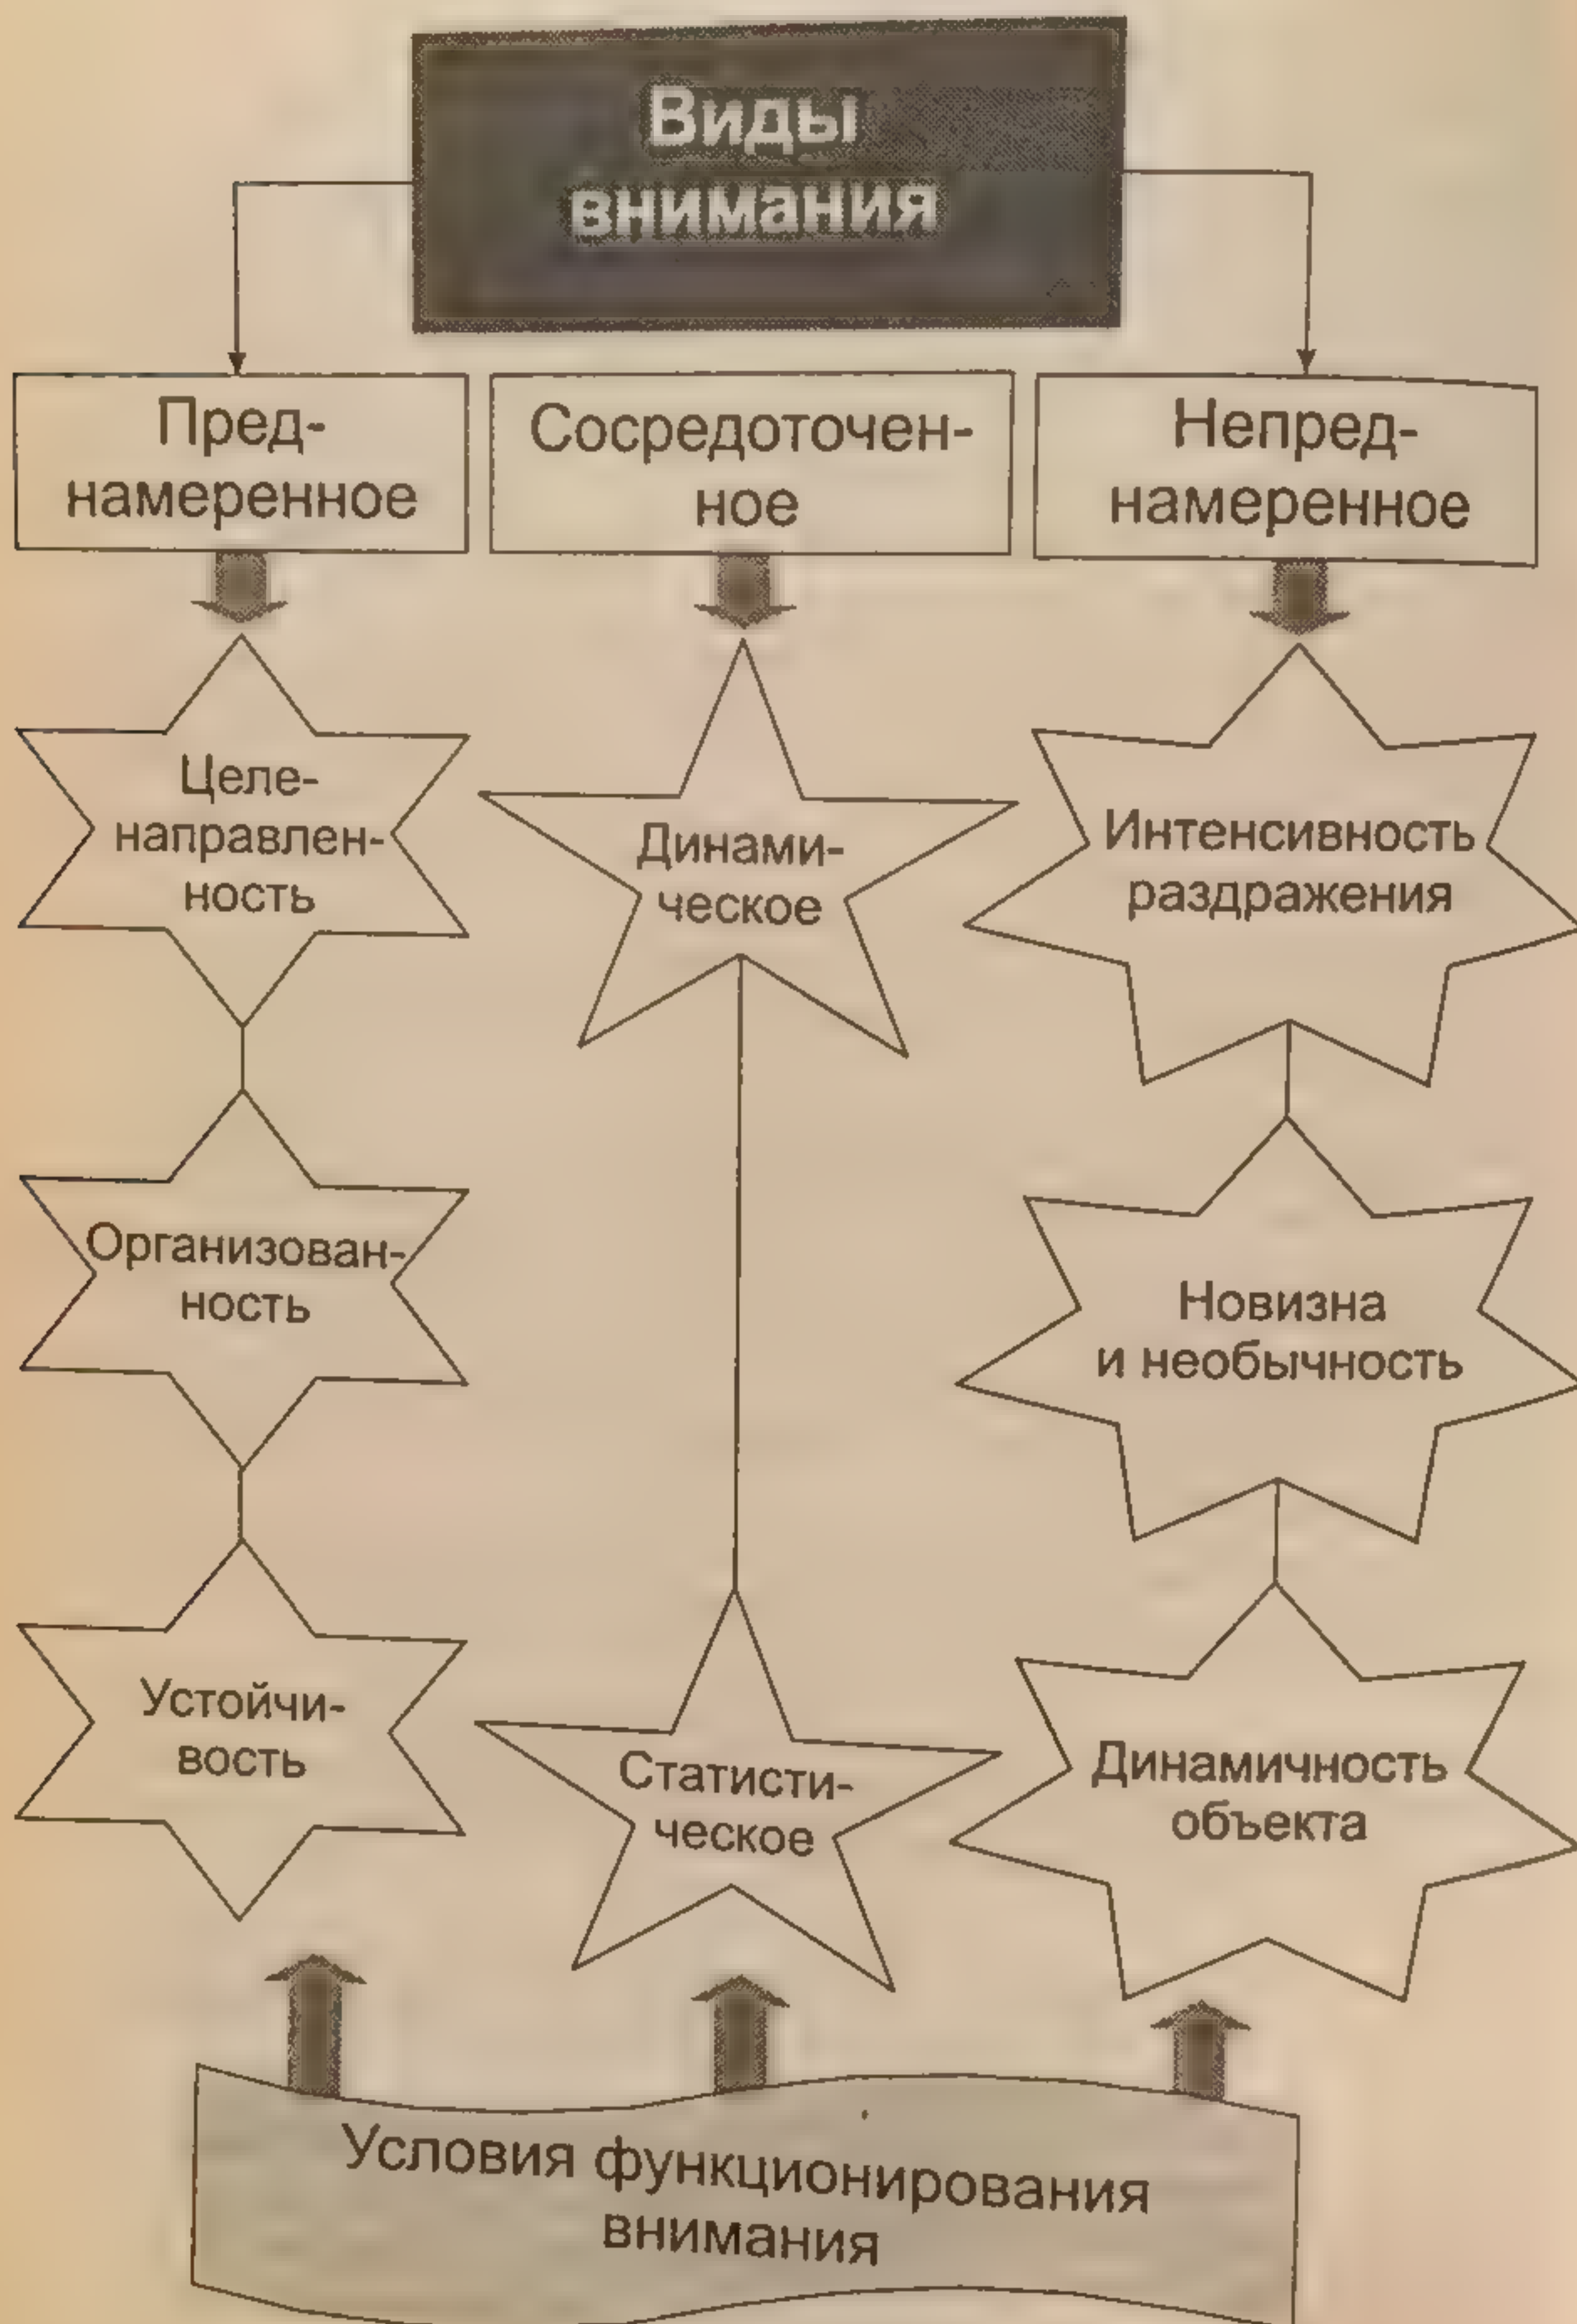 Виды
внимания
Пред-
намеренное
Сосредоточен-
ное
Непред-
намеренное
Целе-
направлен-
ность
Динами-
ческое
Интенсивность
раздражения
Организован-
ность
Новизна
и необычность
Устойчи-
вость
Статисти-
ческое
Динамичность
объекта
Условия функционирования
внимания